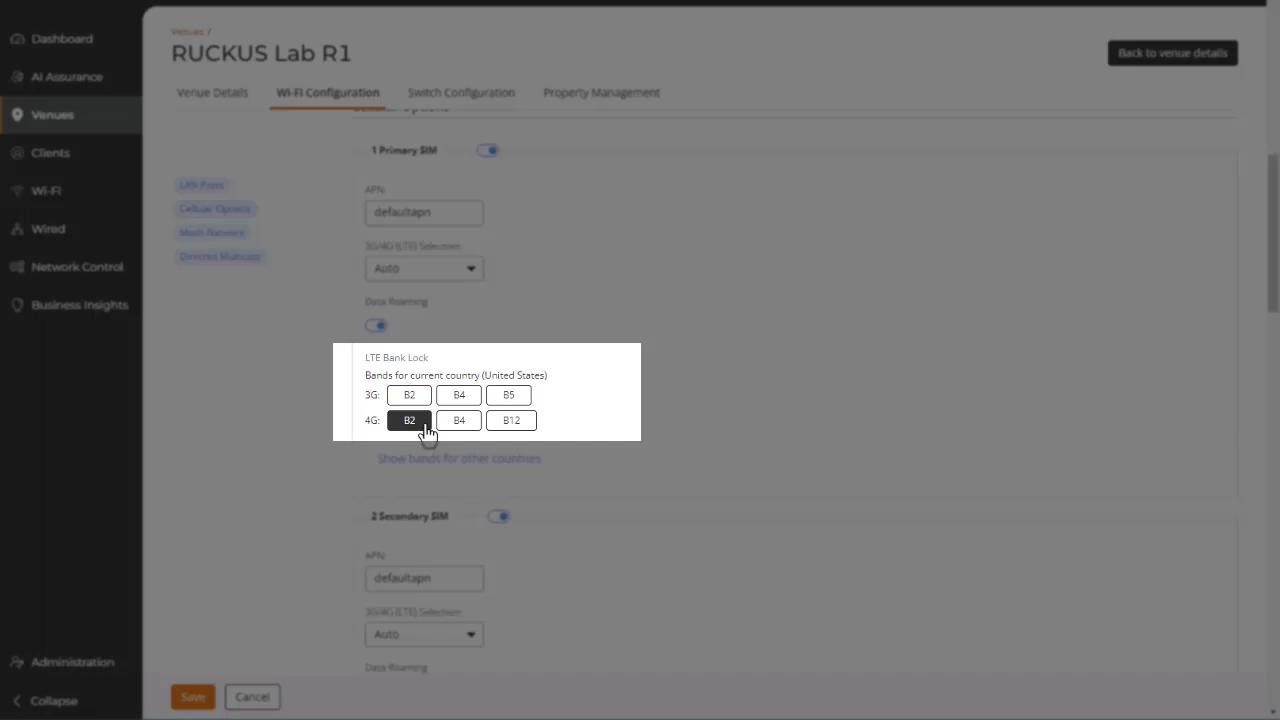 Dashboard
AI Assurance
Venues
Clients
Wi-Fi
Wired
Network Control
Business Insights
Administration
Collapse
Venues /
RUCKUS Lab R1
Back to venue details
Venue Details
Wi-Fi Configuration
Switch Configuration
Property Management
LAN Ports
Cellular Options
Mesh Network
Directed Multicast
1 Primary SIM
APN:
defaultapn
3G/4G (LTE) Selection:
Auto
Data Roaming
LTE Bank Lock
Bands for current country (United States)
3G: B2 B4 B5
4G: B2 B4 B12
Show bands for other countries
2 Secondary SIM
APN:
defaultapn
3G/4G (LTE) Selection:
Auto
Data Roaming
Save
Cancel